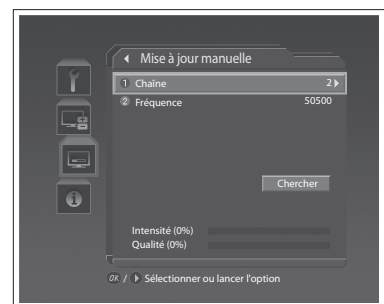 Mise à jour manuelle
1 Chaîne 2
2 Fréquence 50500
Chercher
Intensité (0%)
Qualité (0%)
OK / Sélectionner ou lancer l'option